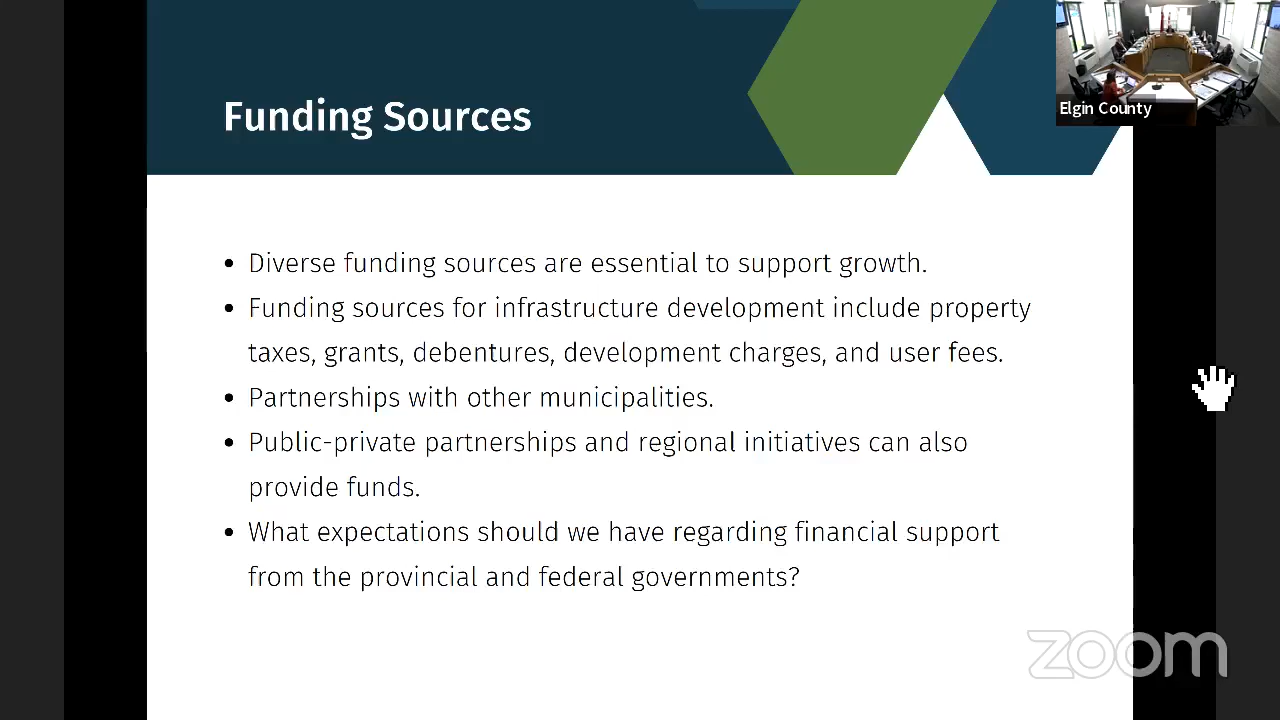 Funding Sources
Elgin County
• Diverse funding sources are essential to support growth.
• Funding sources for infrastructure development include property
taxes, grants, debentures, development charges, and user fees.
• Partnerships with other municipalities.
• Public-private partnerships and regional initiatives can also
provide funds.
• What expectations should we have regarding financial support
from the provincial and federal governments?
zoom